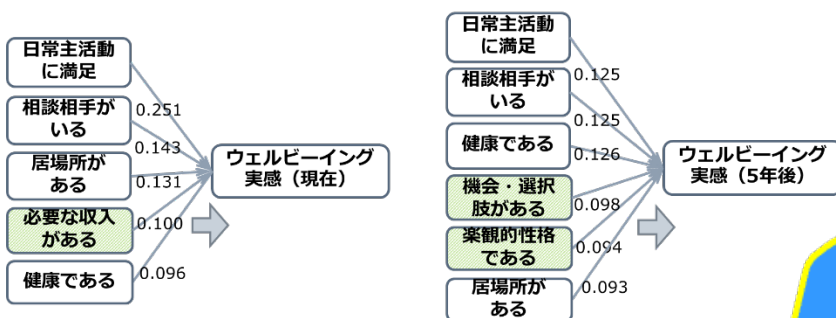 日常主活動
に満足
相談相手が
いる
居場所が
ある
必要な収入
がある
健康である
0.251
0.143
0.131
0.100
0.096
ウェルビーイング
実感（現在）
日常主活動
に満足
相談相手が
いる
健康である
機会・選択
肢がある
楽観的性格
である
居場所が
ある
0.125
0.125
0.126
0.098
0.094
0.093
ウェルビーイング
実感（5年後）